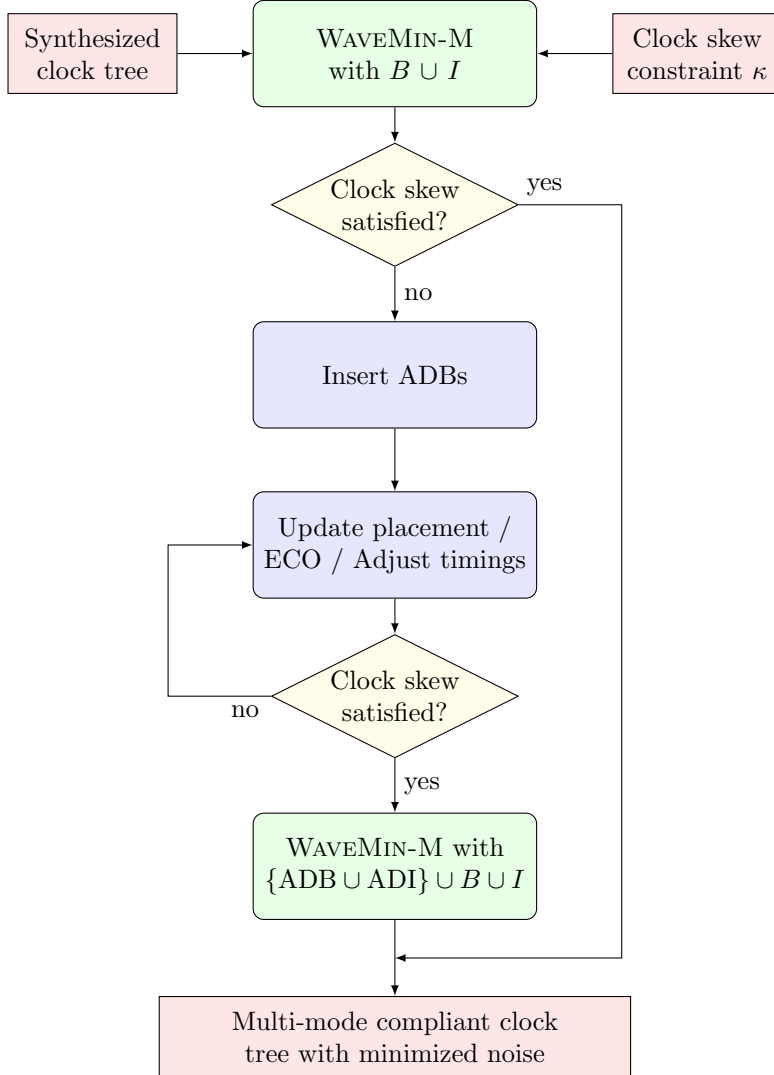 Synthesized
clock tree
WAVEMIN-M
with B ∪ I
Clock skew
constraint κ
Clock skew
satisfied?
yes
no
Insert ADBs
Update placement /
ECO / Adjust timings
Clock skew
satisfied?
no
yes
WAVEMIN-M with
{ADB ∪ ADI} ∪ B ∪ I
Multi-mode compliant clock
tree with minimized noise